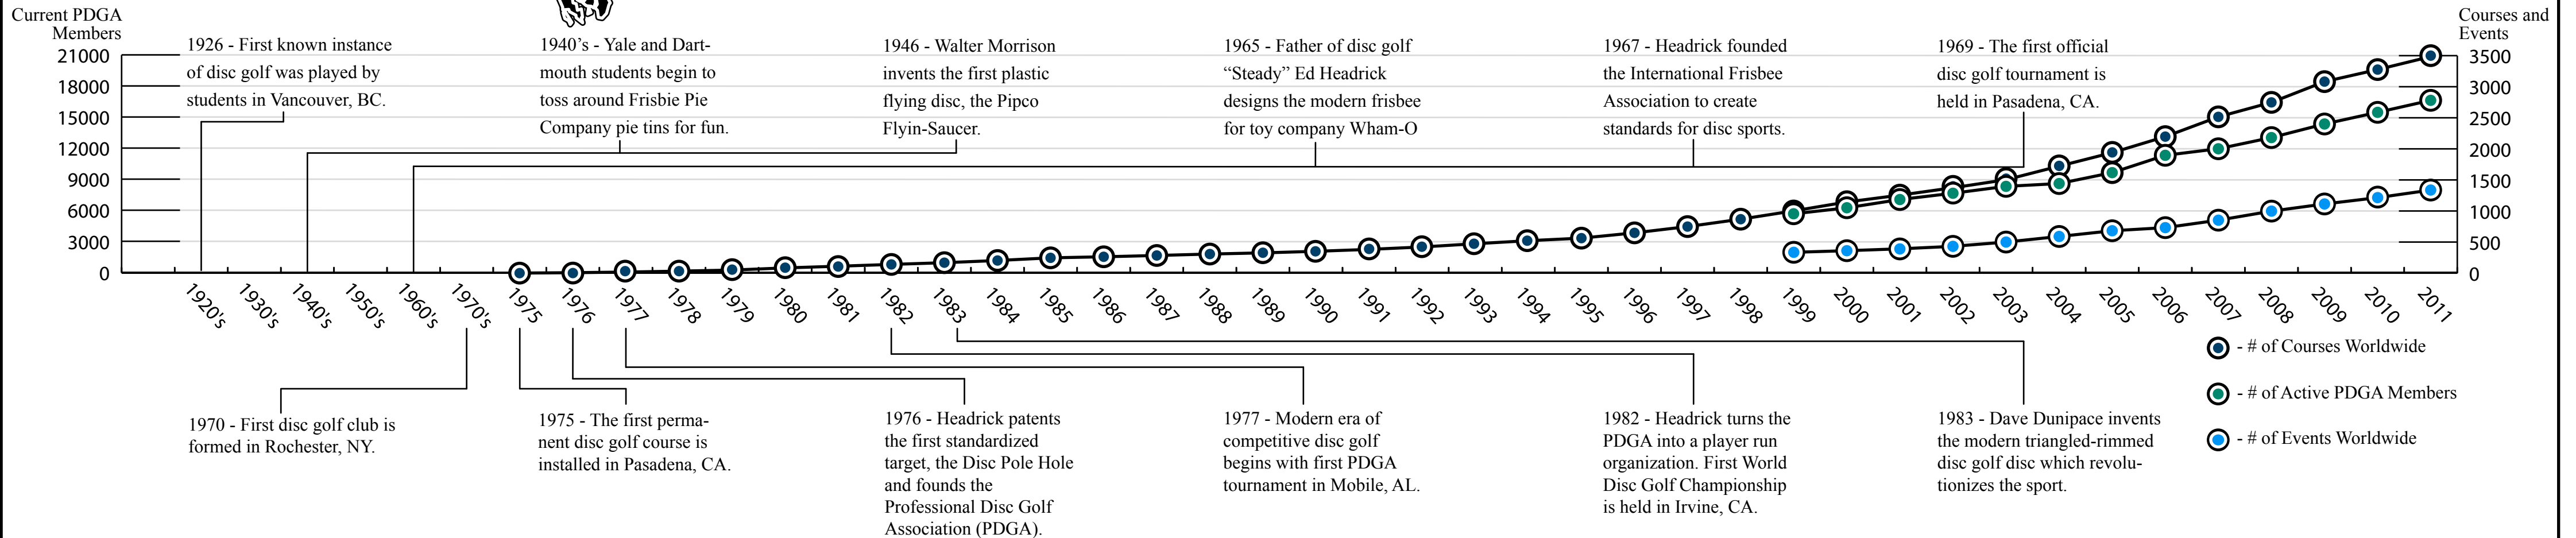 Current PDGA
Members
Courses and
Events
21000
18000
15000
12000
9000
6000
3000
0
1926 - First known instance
of disc golf was played by
students in Vancouver, BC.
1940’s - Yale and Dart-
mouth students begin to
toss around Frisbie Pie
Company pie tins for fun.
1946 - Walter Morrison
invents the first plastic
flying disc, the Pipco
Flyin-Saucer.
1965 - Father of disc golf
“Steady” Ed Headrick
designs the modern frisbee
for toy company Wham-O
1967 - Headrick founded
the International Frisbee
Association to create
standards for disc sports.
1969 - The first official
disc golf tournament is
held in Pasadena, CA.
3500
3000
2500
2000
1500
1000
500
0
1920's
1930's
1940's
1950's
1960's
1970's
1975
1976
1977
1978
1979
1980
1981
1982
1983
1984
1985
1986
1987
1988
1989
1990
1991
1992
1993
1994
1995
1996
1997
1998
1999
2000
2001
2002
2003
2004
2005
2006
2007
2008
2009
2010
2011
1970 - First disc golf club is
formed in Rochester, NY.
1975 - The first perma-
nent disc golf course is
installed in Pasadena, CA.
1976 - Headrick patents
the first standardized
target, the Disc Pole Hole
and founds the
Professional Disc Golf
Association (PDGA).
1977 - Modern era of
competitive disc golf
begins with first PDGA
tournament in Mobile, AL.
1982 - Headrick turns the
PDGA into a player run
organization. First World
Disc Golf Championship
is held in Irvine, CA.
1983 - Dave Dunipace invents
the modern triangled-rimmed
disc golf disc which revolu-
tionizes the sport.
- # of Courses Worldwide
- # of Active PDGA Members
- # of Events Worldwide